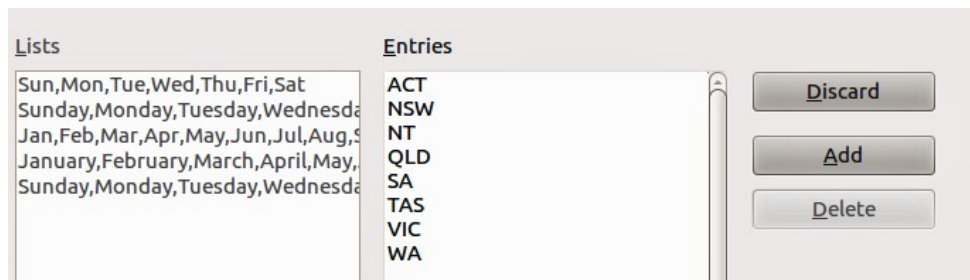 Lists
Sun,Mon,Tue,Wed,Thu,Fri,Sat
Sunday,Monday,Tuesday,Wednesda
Jan,Feb,Mar,Apr,May,Jun,Jul,Aug,S
January,February,March,April,May,
Sunday,Monday,Tuesday,Wednesda
Entries
ACT
NSW
NT
QLD
SA
TAS
VIC
WA
Discard
Add
Delete